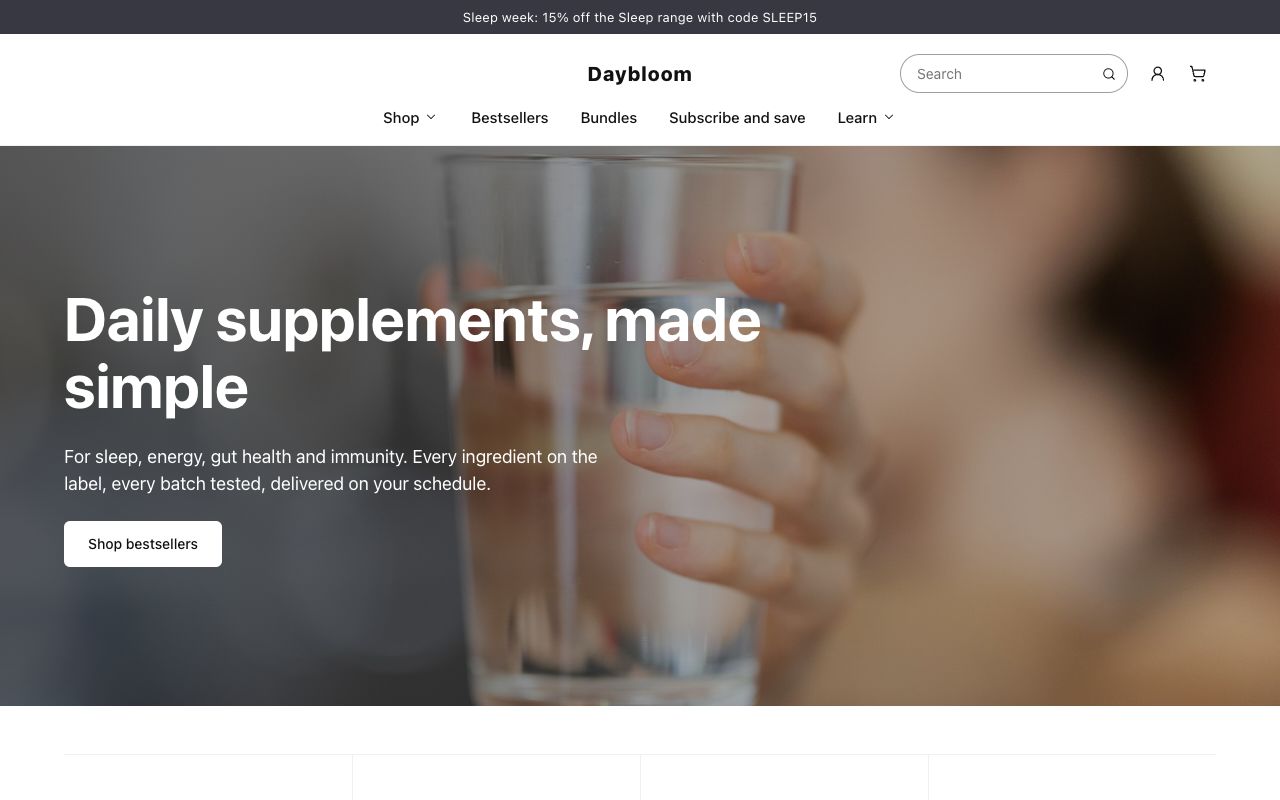 Sleep week: 15% off the Sleep range with code SLEEP15
Daybloom
Search
Shop
Bestsellers
Bundles
Subscribe and save
Learn
Daily supplements, made
simple
For sleep, energy, gut health and immunity. Every ingredient on the
label, every batch tested, delivered on your schedule.
Shop bestsellers